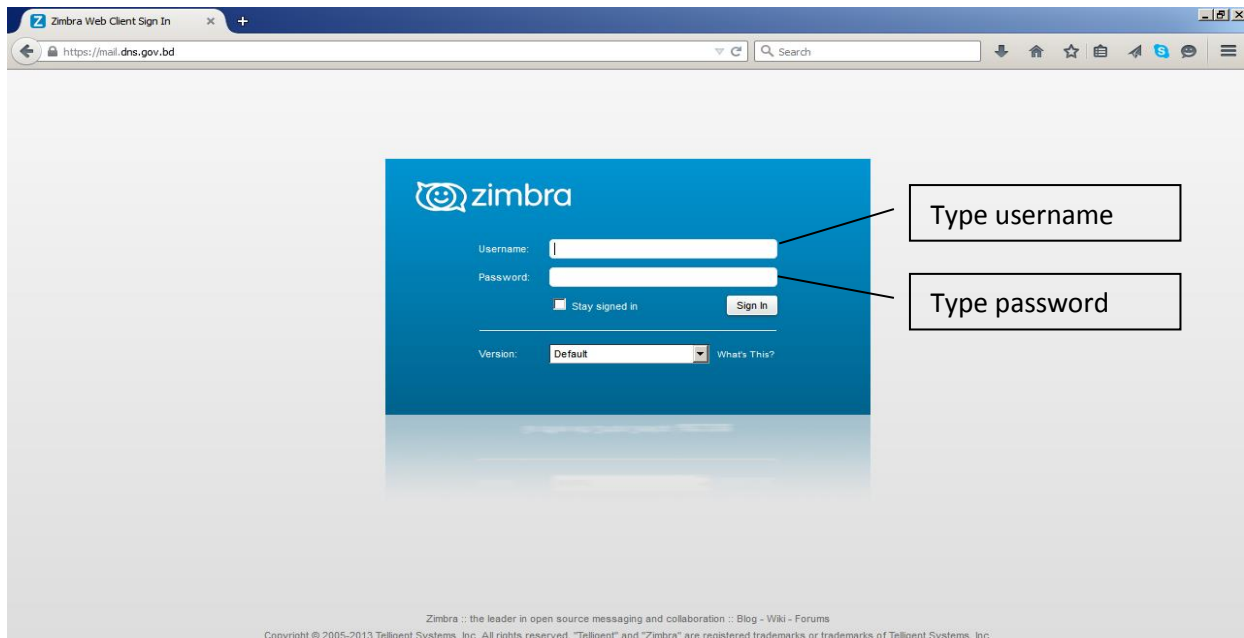 Zimbra Web Client Sign In
https://mail.dns.gov.bd
Search
zimbra
Type username
Username:
Password:
Type password
Stay signed in
Sign In
Version:
Default
What's This?
Zimbra :: the leader in open source messaging and collaboration :: Blog - Wiki - Forums
Copyright © 2005-2013 Telligent Systems, Inc. All rights reserved. "Telligent" and "Zimbra" are registered trademarks or trademarks of Telligent Systems, Inc.